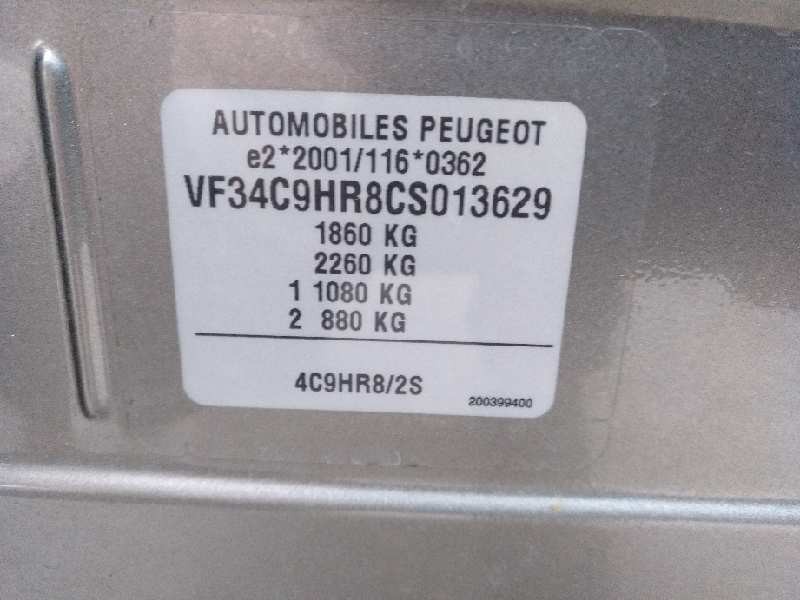 AUTOMOBILES PEUGEOT
e2*2001/116*0362
VF34C9HR8CS013629
1860 KG
2260 KG
1 1080 KG
2 880 KG
4C9HR8/2S
200399400